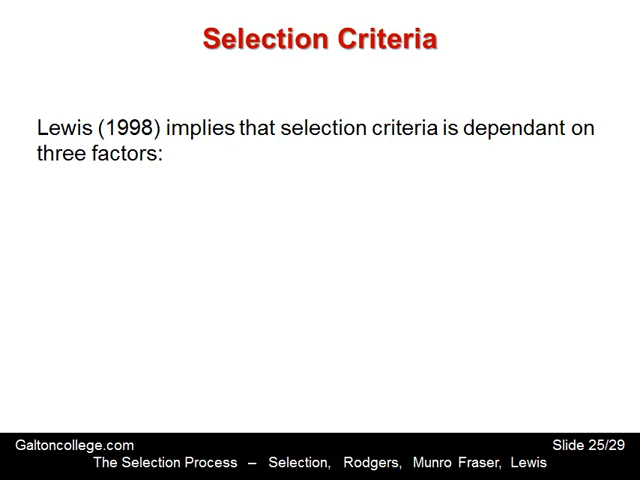 Selection Criteria
Lewis (1998) implies that selection criteria is dependant on
three factors:
Galtoncollege.com
Slide 25/29
The Selection Process – Selection, Rodgers, Munro Fraser, Lewis